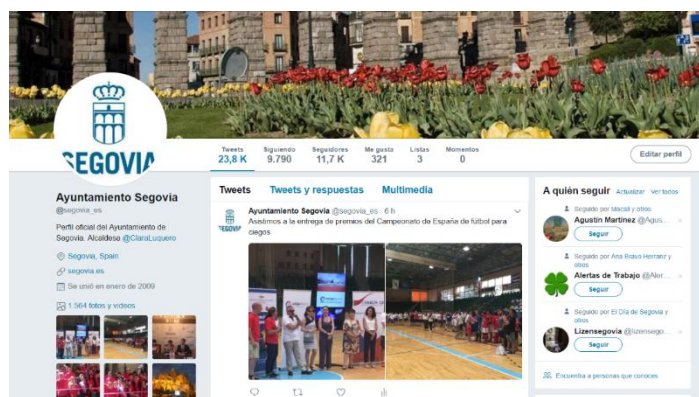 SEGOVIA
Tweets
23,8 K
Siguiendo
9.790
Seguidores
11,7 K
Me gusta
321
Listas
3
Momentos
0
Editar perfil
Ayuntamiento Segovia
@segovia_es
Perfil oficial del Ayuntamiento de
Segovia. Alcaldesa @ClaraLuquero
Segovia, Spain
segovia.es
Se unió en enero de 2009
1.564 fotos y vídeos
Tweets Tweets y respuestas Multimedia
Ayuntamiento Segovia @segovia_es 6 h
Asistimos a la entrega de premios del Campeonato de España de fútbol para
ciegos
A quién seguir Actualizar Ver todos
Seguido por Macali y otros
Agustín Martínez @Agus...
Seguir
Seguido por Ana Bravo Herranz y
otros
Alertas de Trabajo @Aler...
Seguir
Seguido por El Día de Segovia y
otros
Lizensegovia @lizensego...
Seguir
Encuentra a personas que conoces